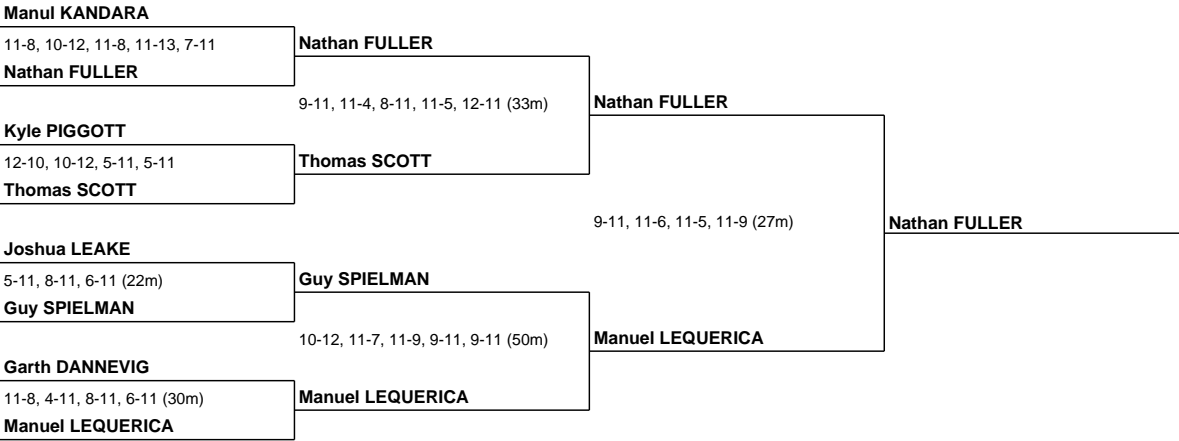 Manul KANDARA
11-8, 10-12, 11-8, 11-13, 7-11
Nathan FULLER
Nathan FULLER
9-11, 11-4, 8-11, 11-5, 12-11 (33m)
Nathan FULLER
Kyle PIGGOTT
12-10, 10-12, 5-11, 5-11
Thomas SCOTT
Thomas SCOTT
9-11, 11-6, 11-5, 11-9 (27m)
Nathan FULLER
Joshua LEAKE
5-11, 8-11, 6-11 (22m)
Guy SPIELMAN
Guy SPIELMAN
10-12, 11-7, 11-9, 9-11, 9-11 (50m)
Manuel LEQUERICA
Garth DANNEVIG
11-8, 4-11, 8-11, 6-11 (30m)
Manuel LEQUERICA
Manuel LEQUERICA